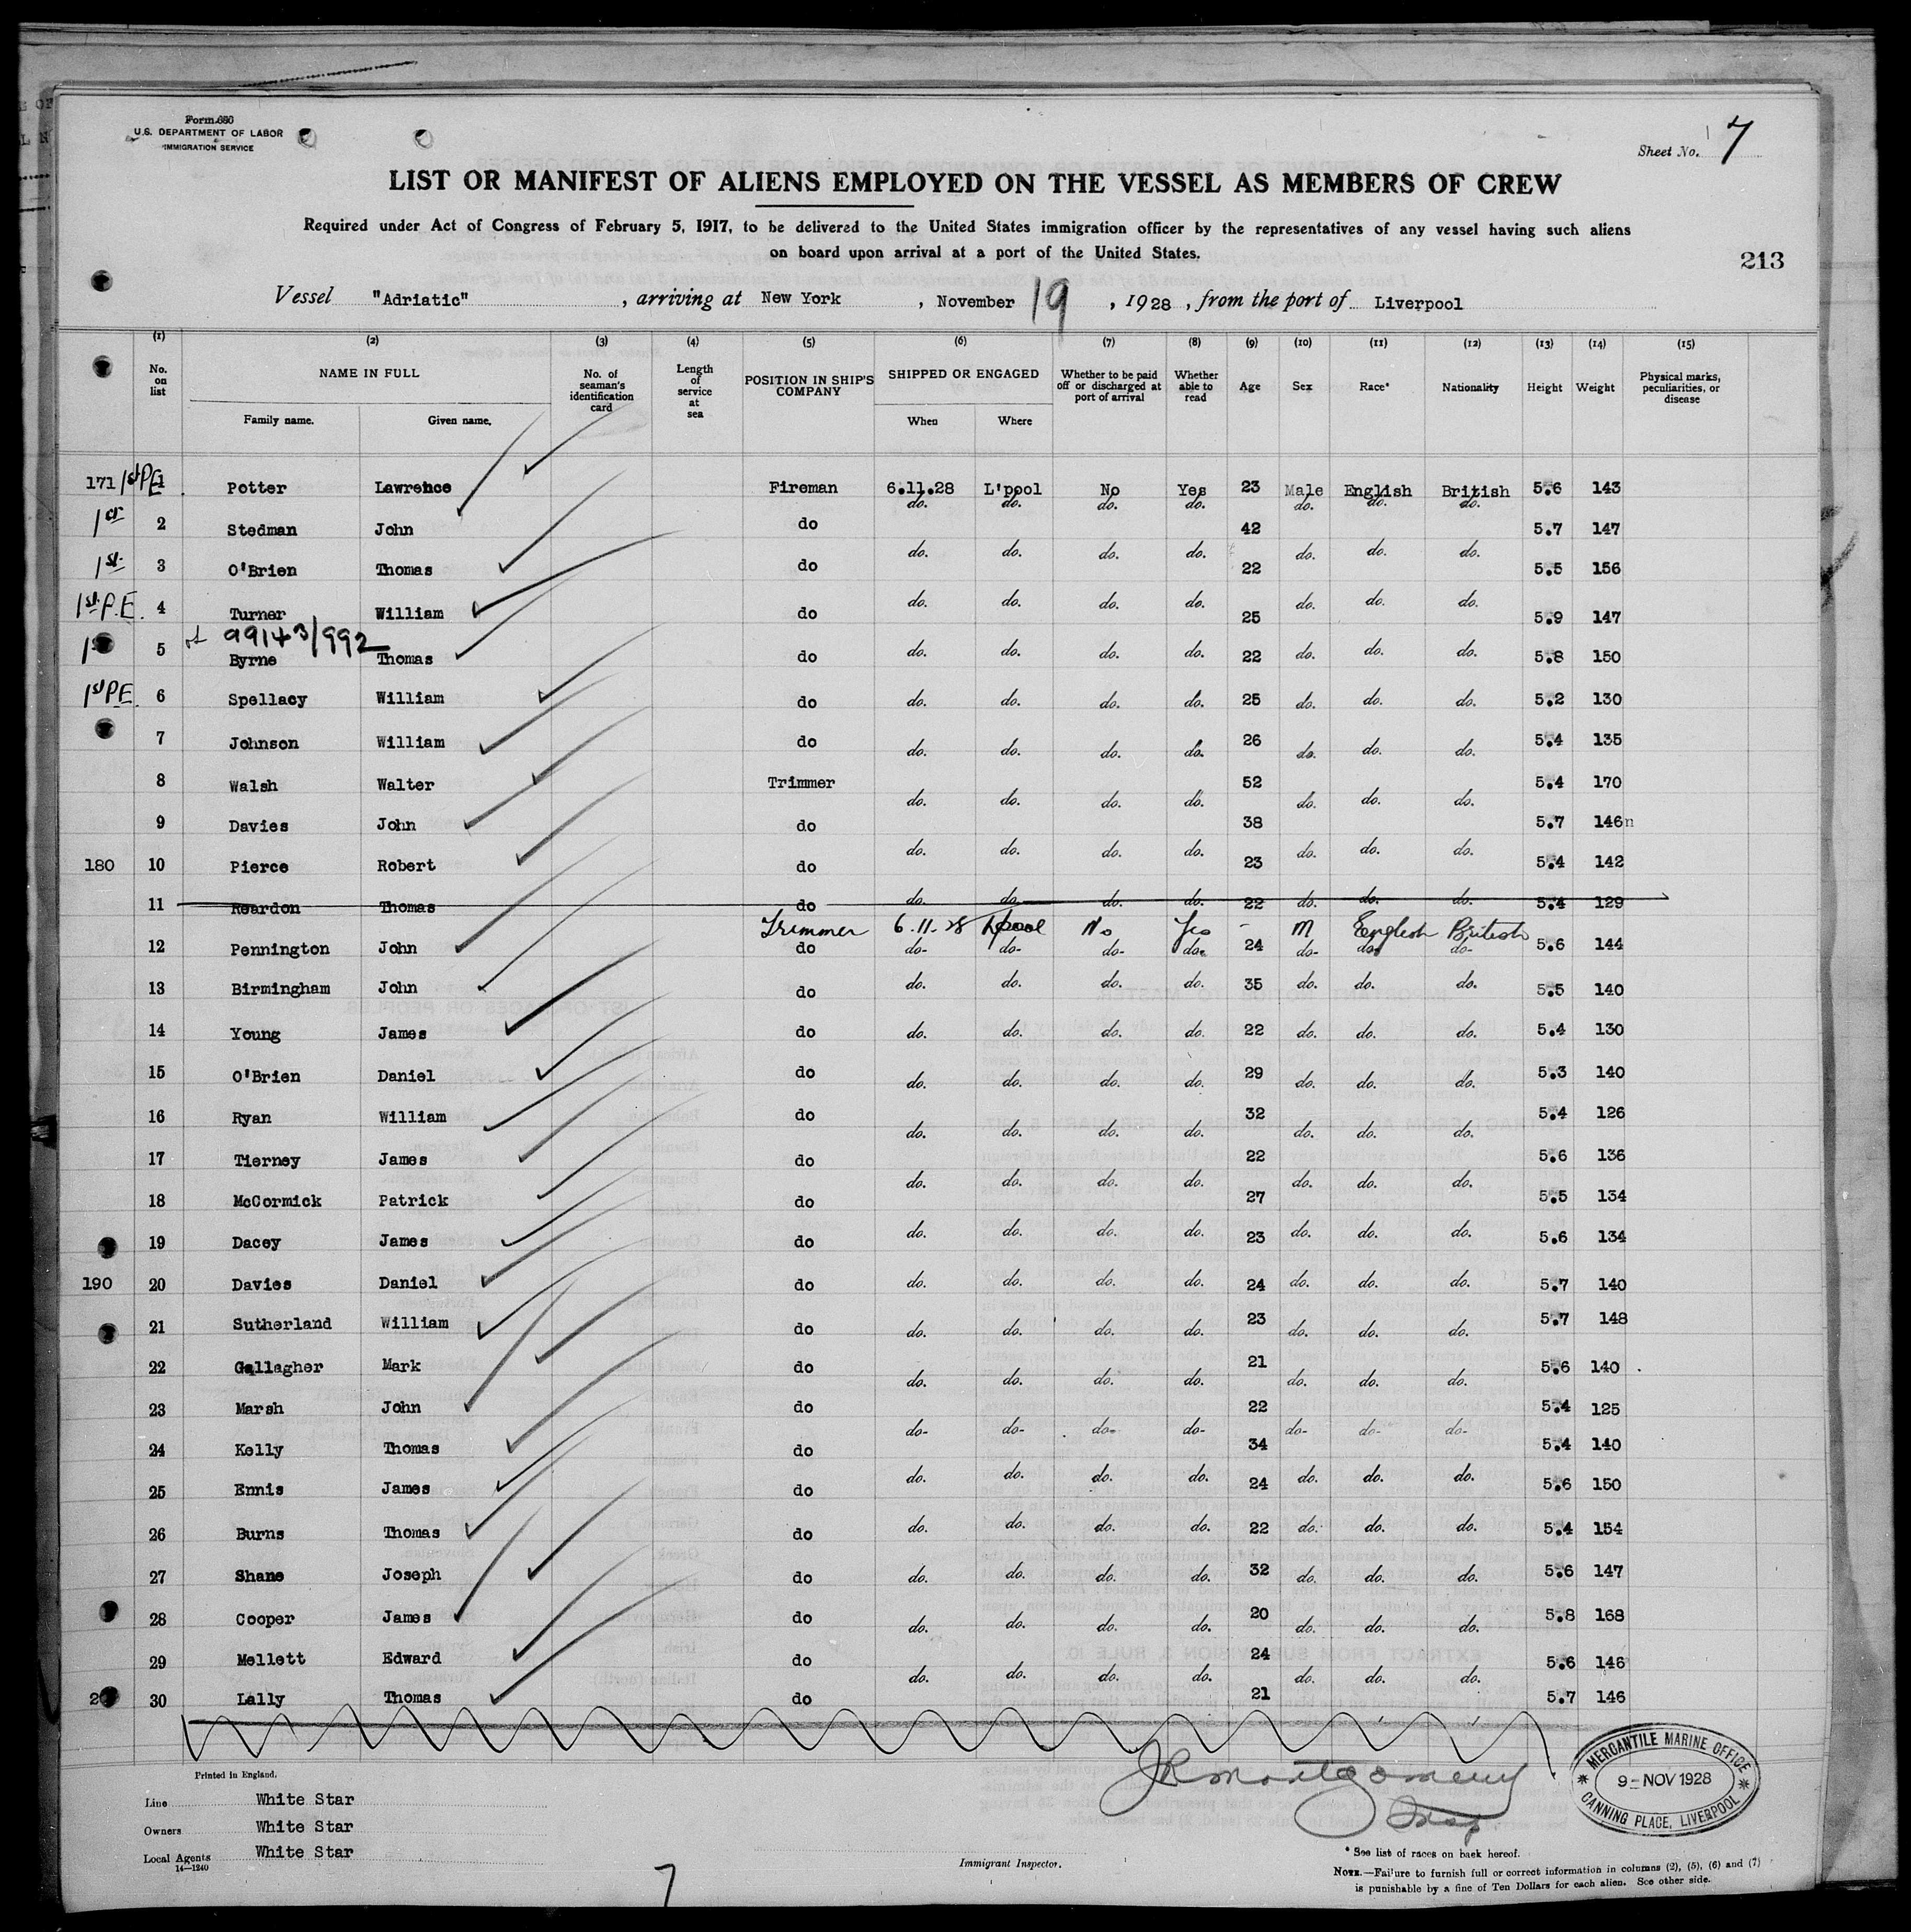 Form 680
U.S. DEPARTMENT OF LABOR
IMMIGRATION SERVICE
Sheet No. 7
LIST OR MANIFEST OF ALIENS EMPLOYED ON THE VESSEL AS MEMBERS OF CREW
Required under Act of Congress of February 5, 1917, to be delivered to the United States immigration officer by the representatives of any vessel having such aliens
on board upon arrival at a port of the United States.
213
Vessel "Adriatic", arriving at New York, November 19, 1928, from the port of Liverpool
(1) (2) (3) (4) (5) (6) (7) (8) (9) (10) (11) (12) (13) (14) (15)
No. on list NAME IN FULL Family name. Given name. No. of seaman's identification card Length of service at sea POSITION IN SHIP'S COMPANY SHIPPED OR ENGAGED When Where Whether to be paid off or discharged at port of arrival Whether able to read Age Sex Race* Nationality Height Weight Physical marks, peculiarities, or disease
171 1st P.E. 1 Potter Lawrence Fireman 6.11.28 L'pool No Yes 23 Male English British 5.6 143
1st 2 Stedman John do do. do. do. do. 42 do. do. do. 5.7 147
1st 3 O'Brien Thomas do do. do. do. do. 22 do. do. do. 5.5 156
1st P.E. 4 Turner William do do. do. do. do. 25 do. do. do. 5.9 147
99143/992
5 Byrne Thomas do do. do. do. do. 22 do. do. do. 5.8 150
1st P.E. 6 Spellacy William do do. do. do. do. 25 do. do. do. 5.2 130
7 Johnson William do do. do. do. do. 26 do. do. do. 5.4 135
8 Walsh Walter Trimmer do. do. do. do. 52 do. do. do. 5.4 170
9 Davies John do do. do. do. do. 38 do. do. do. 5.7 146
180 10 Pierce Robert do do. do. do. do. 23 do. do. do. 5.4 142
11 Reardon Thomas do do. do. do. do. 22 do. do. do. 5.4 129
Trimmer 6.11.28 Lpool No Yes - M English British
12 Pennington John do do- do- do- do- 24 do- do- do- 5.6 144
13 Birmingham John do do. do. do. do. 35 do. do. do. 5.5 140
14 Young James do do. do. do. do. 22 do. do. do. 5.4 130
15 O'Brien Daniel do do. do. do. do. 29 do. do. do. 5.3 140
16 Ryan William do do. do. do. do. 32 do. do. do. 5.4 126
17 Tierney James do do. do. do. do. 22 do. do. do. 5.6 136
18 McCormick Patrick do do. do. do. do. 27 do. do. do. 5.5 134
19 Dacey James do do. do. do. do. 23 do. do. do. 5.6 134
190 20 Davies Daniel do do. do. do. do. 24 do. do. do. 5.7 140
21 Sutherland William do do. do. do. do. 23 do. do. do. 5.7 148
22 Gallagher Mark do do. do. do. do. 21 do. do. do. 5.6 140
23 Marsh John do do- do- do- do- 22 do- do- do- 5.4 125
24 Kelly Thomas do do. do. do. do. 34 do. do. do. 5.4 140
25 Ennis James do do. do. do. do. 24 do. do. do. 5.6 150
26 Burns Thomas do do. do. do. do. 22 do. do. do. 5.4 154
27 Shane Joseph do do. do. do. do. 32 do. do. do. 5.6 147
28 Cooper James do do. do. do. do. 20 do. do. do. 5.8 168
29 Mellett Edward do do. do. do. do. 24 do. do. do. 5.6 146
30 Lally Thomas do 21 5.7 146
Printed in England.
Line White Star
Owners White Star
Local Agents White Star
14—1240
J R Montgomery
MERCANTILE MARINE OFFICE
9 - NOV 1928
CANNING PLACE, LIVERPOOL
Immigrant Inspector.
* See list of races on back hereof.
NOTE.—Failure to furnish full or correct information in columns (2), (5), (6) and (7)
is punishable by a fine of Ten Dollars for each alien. See other side.
7